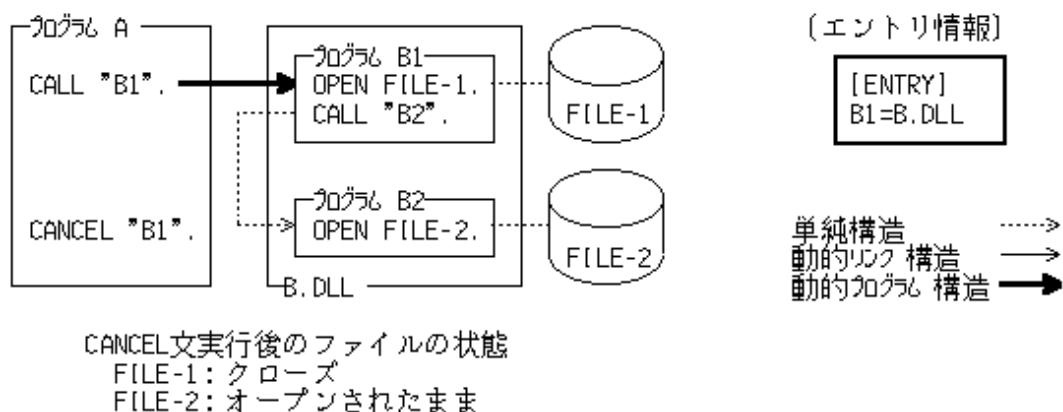 プログラム A
CALL "B1".
CANCEL "B1".
プログラム B1
OPEN FILE-1.
CALL "B2".
プログラム B2
OPEN FILE-2.
B.DLL
FILE-1
FILE-2
〔エントリ情報〕
[ENTRY]
B1=B.DLL
単純構造
動的リンク 構造
動的プログラム 構造
CANCEL文実行後のファイルの状態
FILE-1: クローズ
FILE-2: オープンされたまま